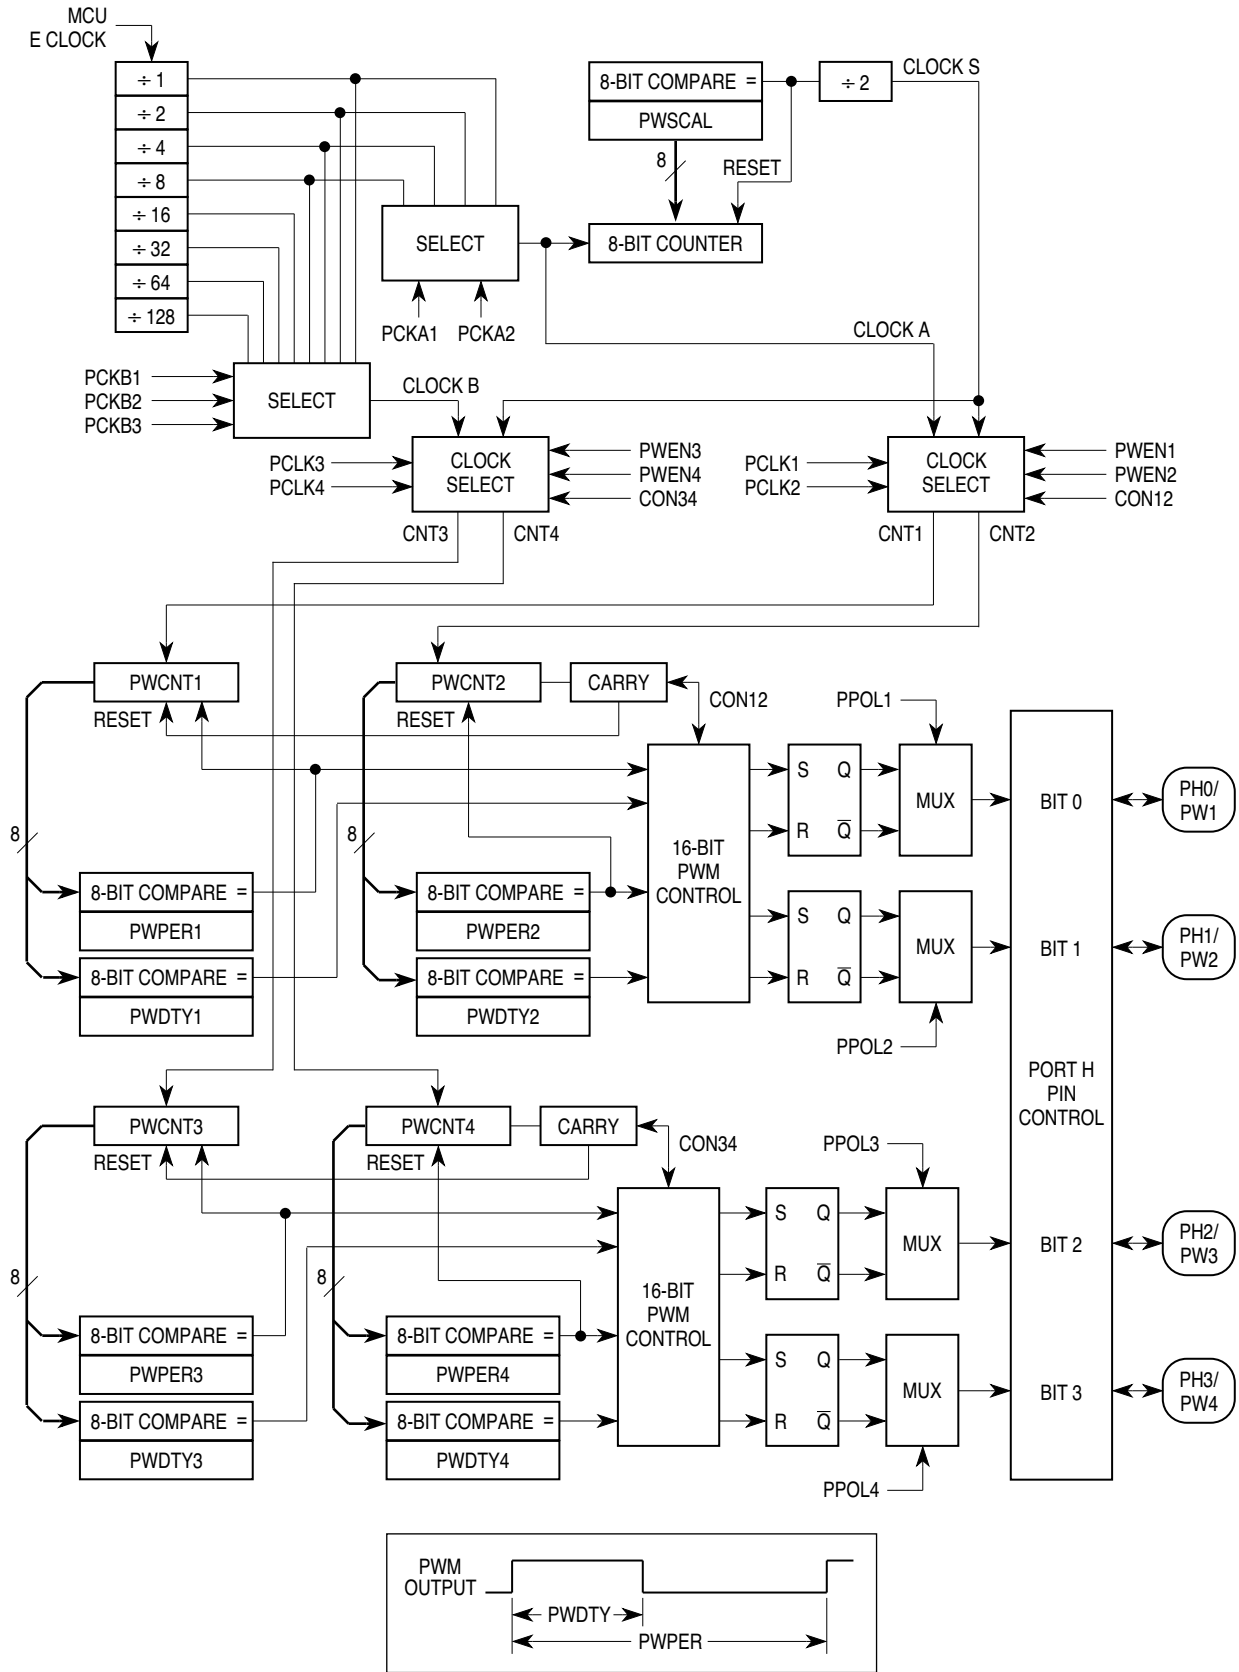 MCU
E CLOCK
÷ 1
÷ 2
÷ 4
÷ 8
÷ 16
÷ 32
÷ 64
÷ 128
8-BIT COMPARE =
PWSCAL
÷ 2
CLOCK S
8
RESET
SELECT
8-BIT COUNTER
PCKA1
PCKA2
CLOCK A
PCKB1
PCKB2
PCKB3
SELECT
CLOCK B
PCLK3
PCLK4
CLOCK
SELECT
PWEN3
PWEN4
CON34
PCLK1
PCLK2
CLOCK
SELECT
PWEN1
PWEN2
CON12
CNT3
CNT4
CNT1
CNT2
PWCNT1
RESET
PWCNT2
RESET
CARRY
CON12
PPOL1
8
8
8-BIT COMPARE =
PWPER1
8-BIT COMPARE =
PWDTY1
8-BIT COMPARE =
PWPER2
8-BIT COMPARE =
PWDTY2
16-BIT
PWM
CONTROL
S Q
R Q̅
MUX
BIT 0
PH0/
PW1
S Q
R Q̅
MUX
BIT 1
PH1/
PW2
PPOL2
PORT H
PIN
CONTROL
PWCNT3
RESET
PWCNT4
RESET
CARRY
CON34
PPOL3
8
8
8-BIT COMPARE =
PWPER3
8-BIT COMPARE =
PWDTY3
8-BIT COMPARE =
PWPER4
8-BIT COMPARE =
PWDTY4
16-BIT
PWM
CONTROL
S Q
R Q̅
MUX
BIT 2
PH2/
PW3
S Q
R Q̅
MUX
BIT 3
PH3/
PW4
PPOL4
PWM
OUTPUT
PWDTY
PWPER